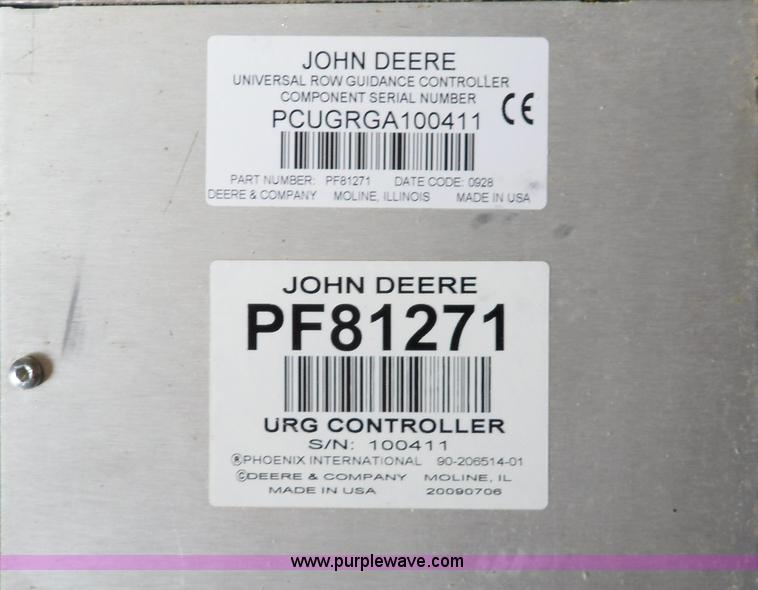 JOHN DEERE
UNIVERSAL ROW GUIDANCE CONTROLLER
COMPONENT SERIAL NUMBER
CE
PCUGRGA100411
PART NUMBER: PF81271 DATE CODE: 0928
DEERE & COMPANY MOLINE, ILLINOIS MADE IN USA
JOHN DEERE
PF81271
URG CONTROLLER
S/N: 100411
®PHOENIX INTERNATIONAL 90-206514-01
©DEERE & COMPANY MOLINE, IL
MADE IN USA 20090706
www.purplewave.com